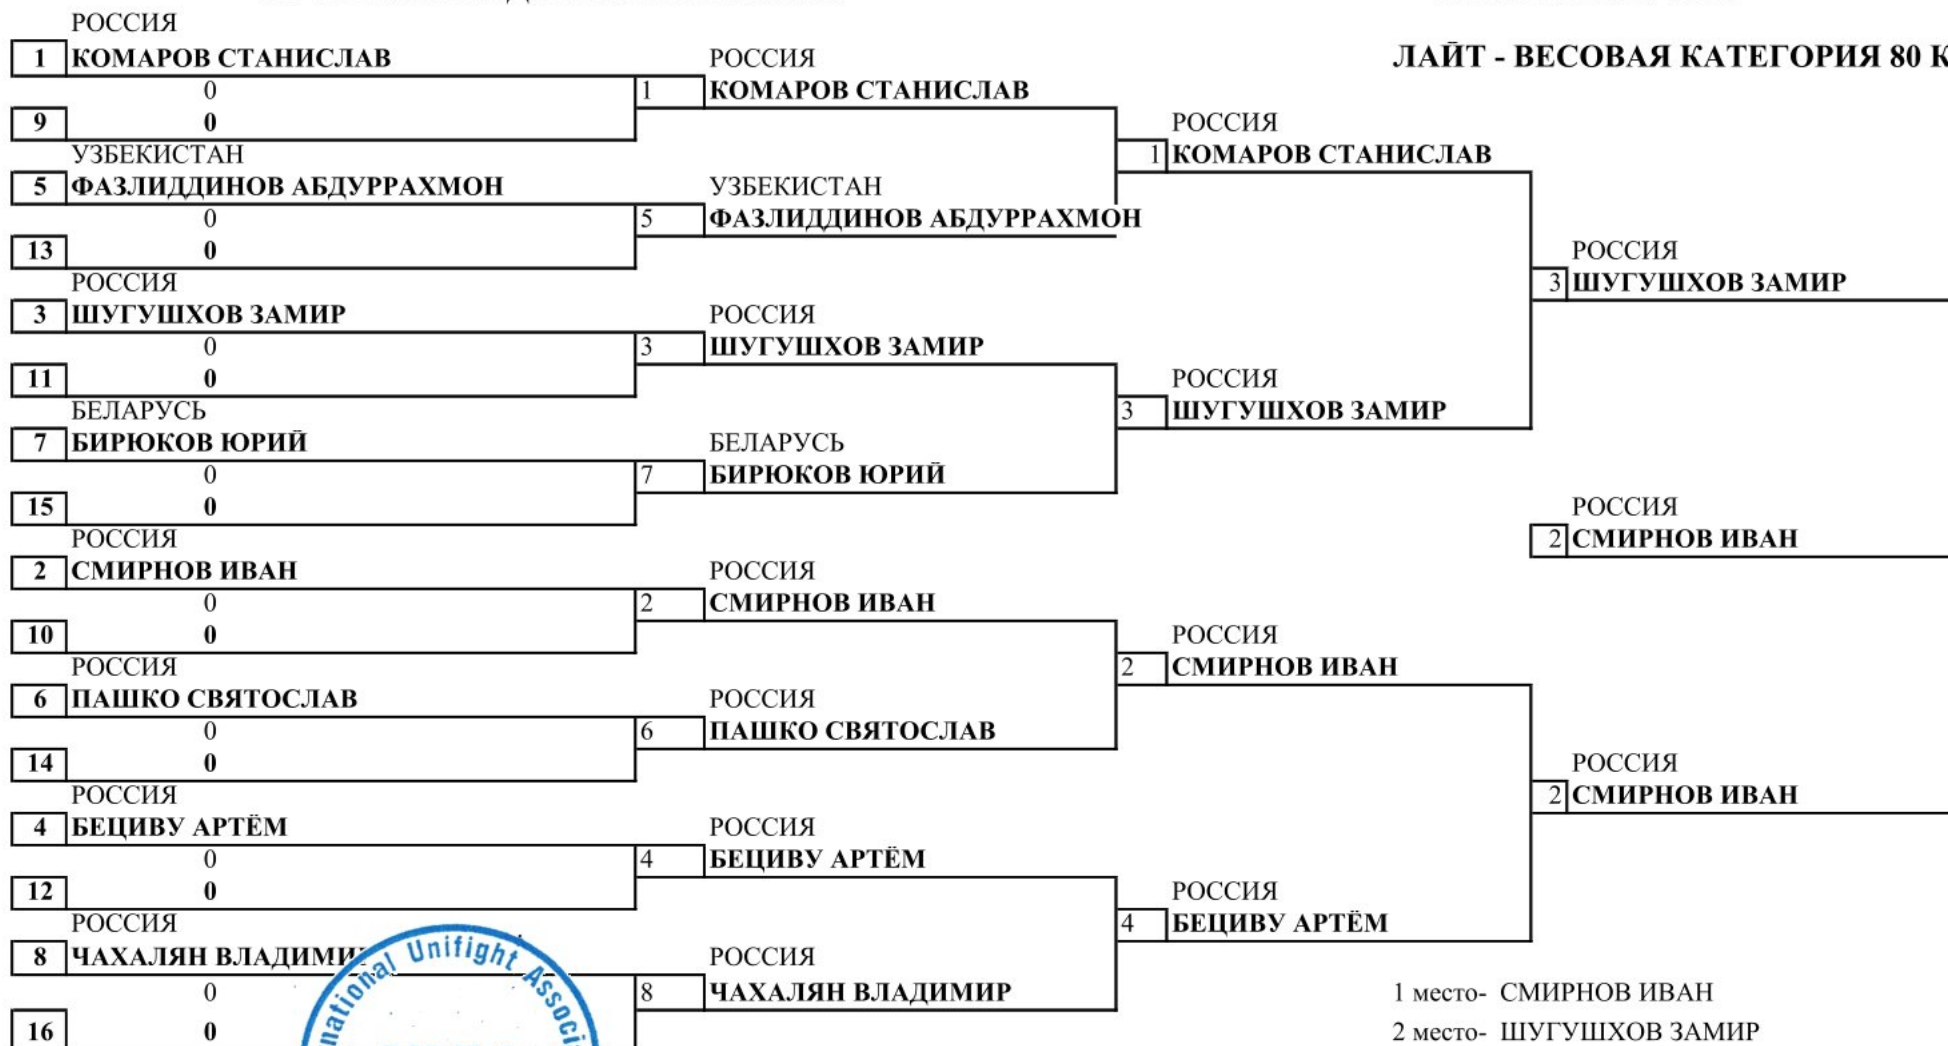 РОССИЯ
1 КОМАРОВ СТАНИСЛАВ
0
9 0
УЗБЕКИСТАН
5 ФАЗЛИДДИНОВ АБДУРРАХМОН
0
13 0
РОССИЯ
3 ШУГУШХОВ ЗАМИР
0
11 0
БЕЛАРУСЬ
7 БИРЮКОВ ЮРИЙ
0
15 0
РОССИЯ
2 СМИРНОВ ИВАН
0
10 0
РОССИЯ
6 ПАШКО СВЯТОСЛАВ
0
14 0
РОССИЯ
4 БЕЦИВУ АРТЁМ
0
12 0
РОССИЯ
8 ЧАХАЛЯН ВЛАДИМИ
0
16 0
Unifight
РОССИЯ
1 КОМАРОВ СТАНИСЛАВ
УЗБЕКИСТАН
5 ФАЗЛИДДИНОВ АБДУРРАХМОН
РОССИЯ
3 ШУГУШХОВ ЗАМИР
БЕЛАРУСЬ
7 БИРЮКОВ ЮРИЙ
РОССИЯ
2 СМИРНОВ ИВАН
РОССИЯ
6 ПАШКО СВЯТОСЛАВ
РОССИЯ
4 БЕЦИВУ АРТЁМ
РОССИЯ
8 ЧАХАЛЯН ВЛАДИМИР
РОССИЯ
1 КОМАРОВ СТАНИСЛАВ
РОССИЯ
3 ШУГУШХОВ ЗАМИР
РОССИЯ
2 СМИРНОВ ИВАН
РОССИЯ
4 БЕЦИВУ АРТЁМ
ЛАЙТ - ВЕСОВАЯ КАТЕГОРИЯ 80 К
РОССИЯ
3 ШУГУШХОВ ЗАМИР
РОССИЯ
2 СМИРНОВ ИВАН
РОССИЯ
2 СМИРНОВ ИВАН
1 место- СМИРНОВ ИВАН
2 место- ШУГУШХОВ ЗАМИР